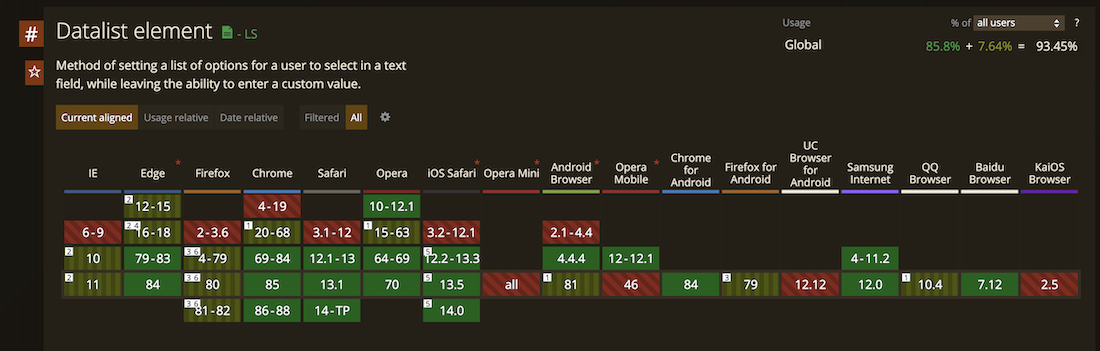 #
Datalist element - LS
Usage
% of all users ?
Global
85.8% + 7.64% = 93.45%
Method of setting a list of options for a user to select in a text
field, while leaving the ability to enter a custom value.
Current aligned Usage relative Date relative Filtered All
IE Edge * Firefox Chrome Safari Opera iOS Safari * Opera Mini * Android Browser * Opera Mobile * Chrome for Android Firefox for Android UC Browser for Android Samsung Internet QQ Browser Baidu Browser KaiOS Browser
2 12-15 4-19 10-12.1
6-9 2 4 16-18 2-3.6 1 20-68 3.1-12 1 15-63 3.2-12.1 2.1-4.4
2 10 79-83 3 6 4-79 69-84 12.1-13 64-69 5 12.2-13.3 4.4.4 12-12.1 4-11.2
2 11 84 3 6 80 85 13.1 70 5 13.5 all 1 81 46 84 3 79 12.12 12.0 1 10.4 7.12 2.5
3 6 81-82 86-88 14-TP 5 14.0